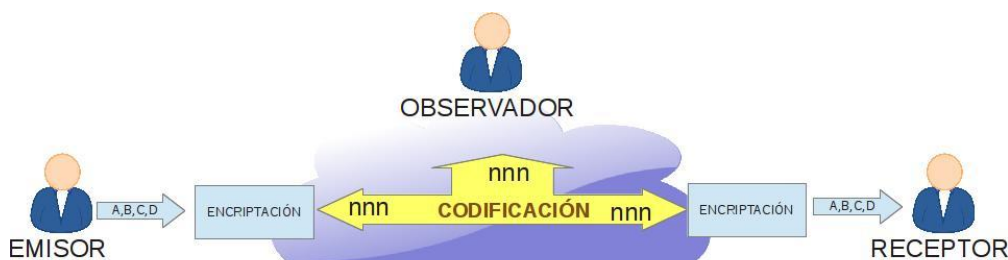 OBSERVADOR
nnn
A,B,C,D
ENCRIPTACIÓN
nnn
CODIFICACIÓN
nnn
ENCRIPTACIÓN
A,B,C,D
EMISOR
RECEPTOR